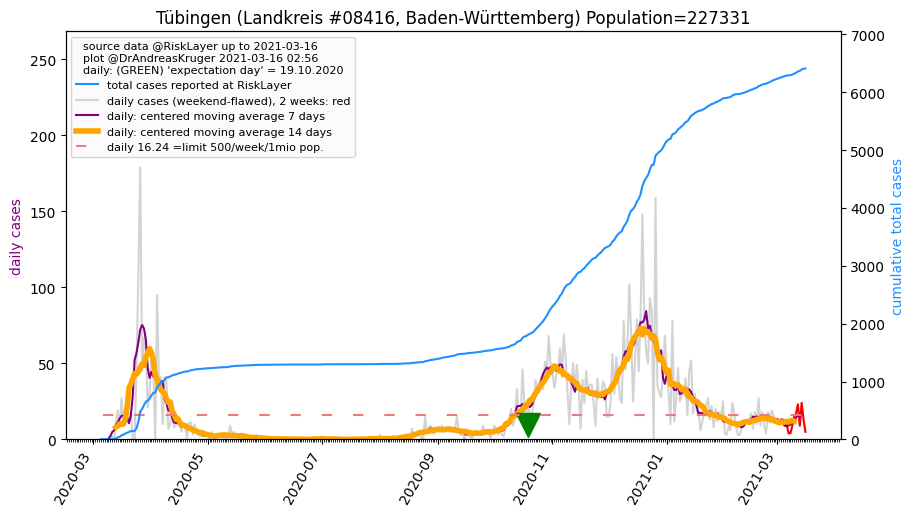 Tübingen (Landkreis #08416, Baden-Württemberg) Population=227331
source data @RiskLayer up to 2021-03-16
plot @DrAndreasKruger 2021-03-16 02:56
daily: (GREEN) 'expectation day' = 19.10.2020
total cases reported at RiskLayer
daily cases (weekend-flawed), 2 weeks: red
daily: centered moving average 7 days
daily: centered moving average 14 days
daily 16.24 =limit 500/week/1mio pop.
daily cases
250
200
150
100
50
0
cumulative total cases
7000
6000
5000
4000
3000
2000
1000
0
2020-03
2020-05
2020-07
2020-09
2020-11
2021-01
2021-03